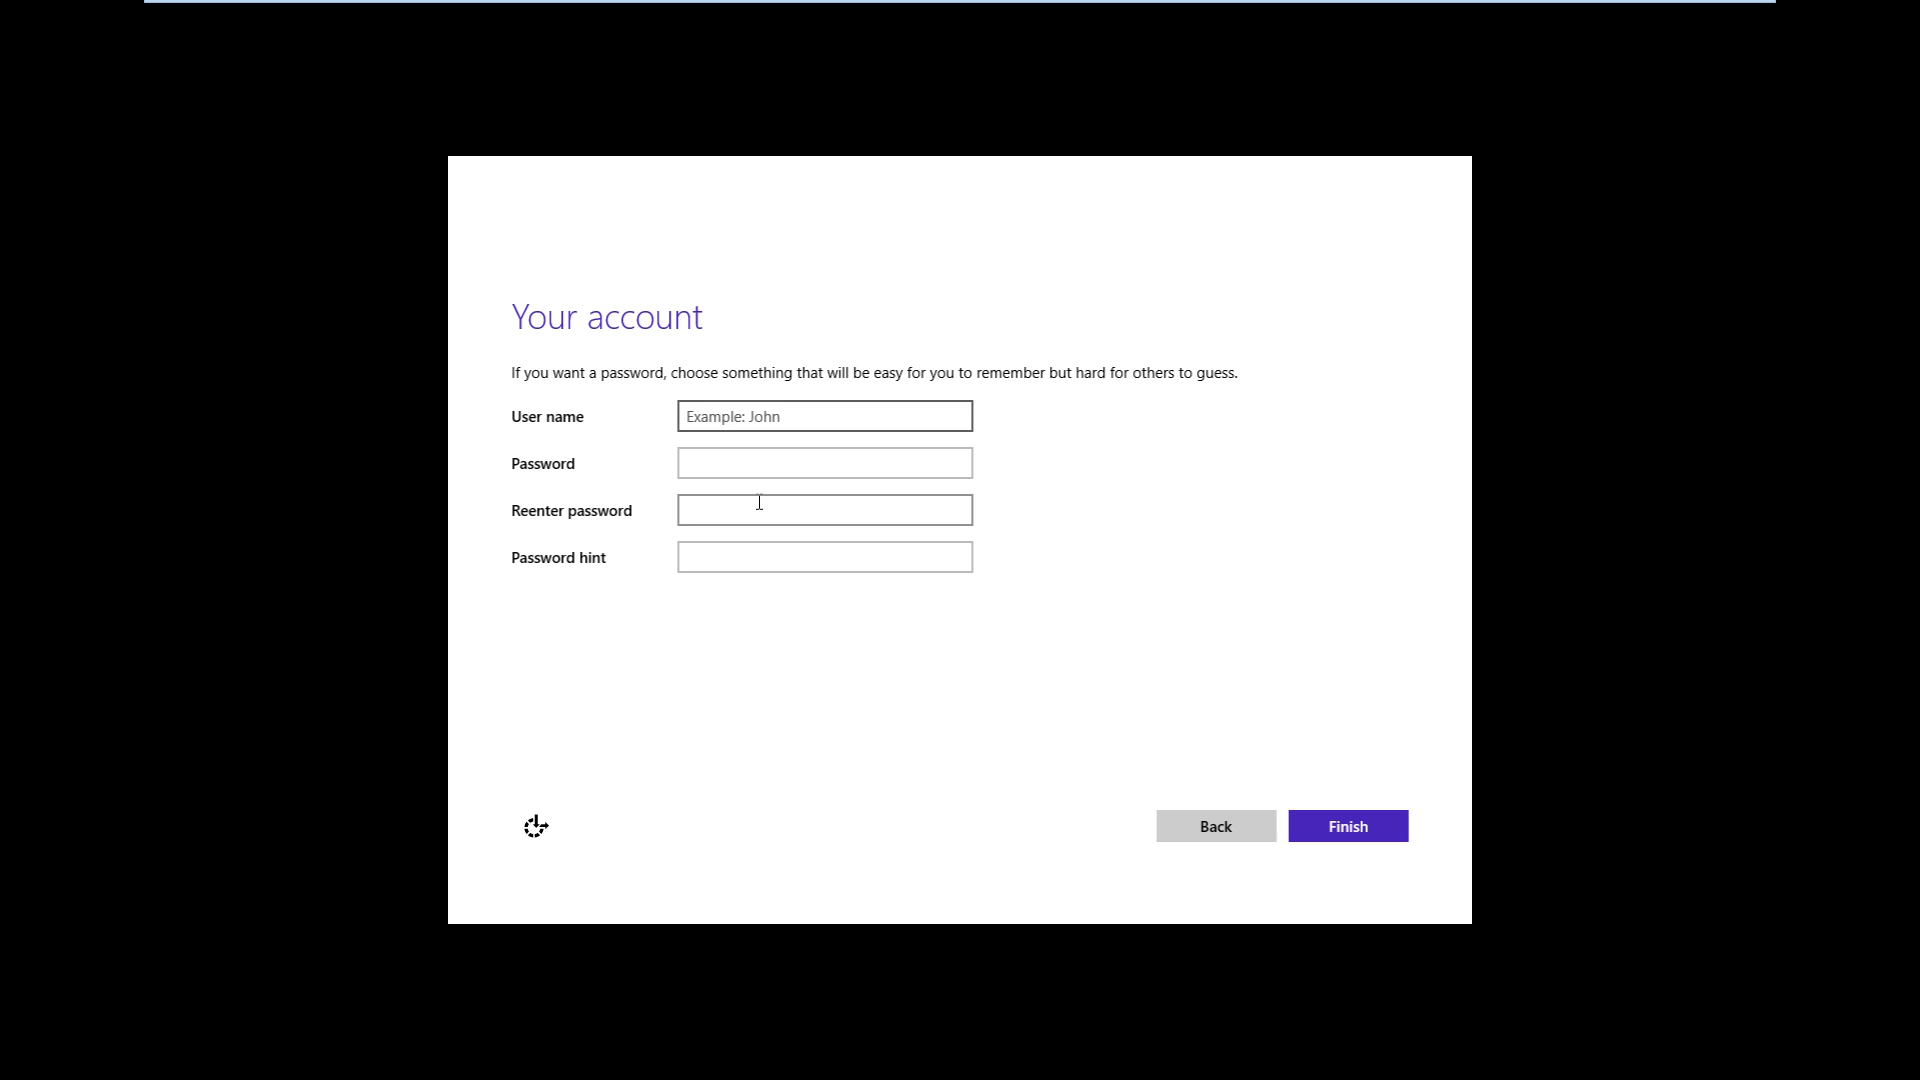 Your account
If you want a password, choose something that will be easy for you to remember but hard for others to guess.
User name
Example: John
Password
Reenter password
Password hint
Back
Finish